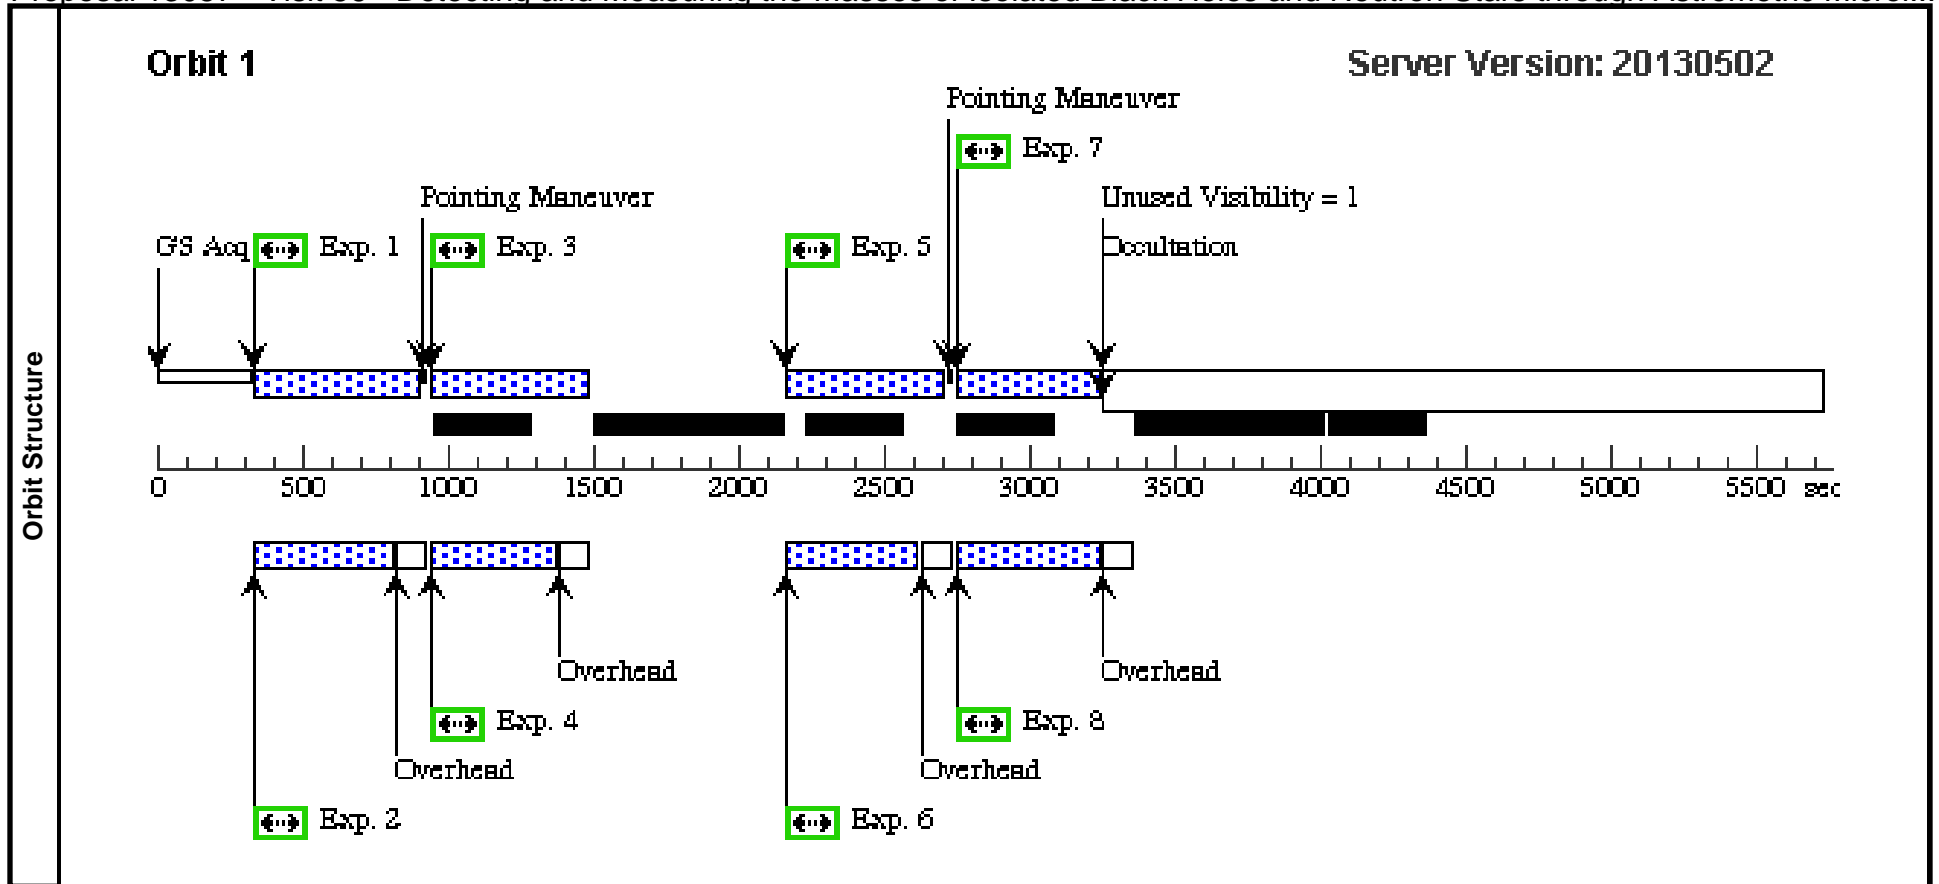 Orbit 1
Server Version: 20130502
Pointing Maneuver
Exp. 7
Pointing Maneuver
Unused Visibility = 1
GS Acq
Exp. 1
Exp. 3
Exp. 5
Occultation
Orbit Structure
0 500 1000 1500 2000 2500 3000 3500 4000 4500 5000 5500 sec
Overhead
Overhead
Exp. 4
Exp. 8
Overhead
Overhead
Exp. 2
Exp. 6